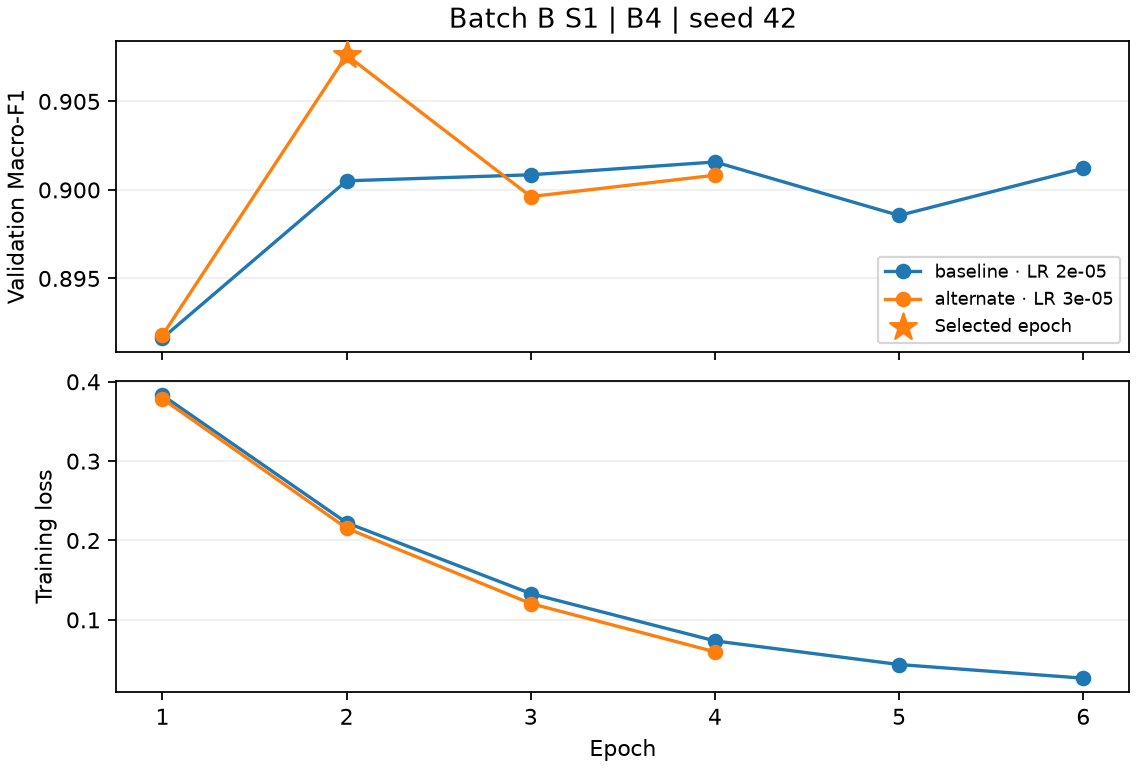 Batch B S1 | B4 | seed 42
Validation Macro-F1
0.905
0.900
0.895
baseline · LR 2e-05
alternate · LR 3e-05
Selected epoch
Training loss
0.4
0.3
0.2
0.1
1 2 3 4 5 6
Epoch